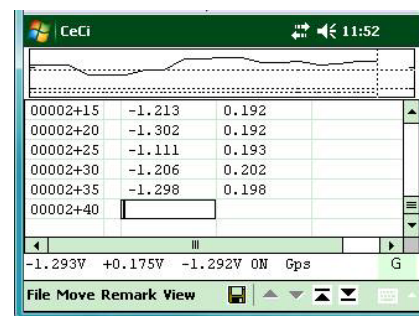 CeCi 11:52
00002+15 -1.213 0.192
00002+20 -1.302 0.192
00002+25 -1.111 0.193
00002+30 -1.206 0.202
00002+35 -1.298 0.198
00002+40
-1.293V +0.175V -1.292V ON Gps G
File Move Remark View